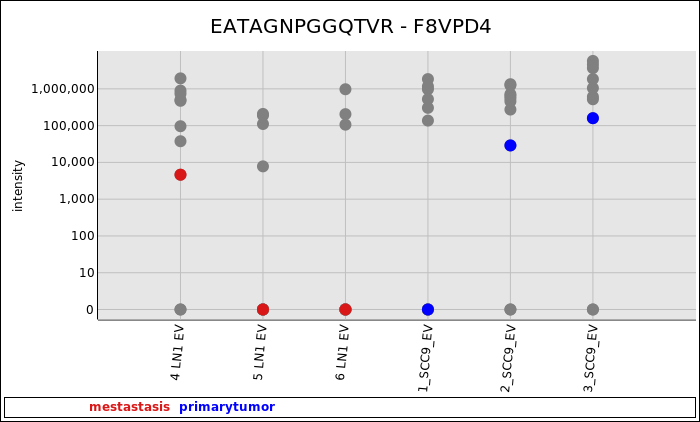 EATAGNPGGQTVR - F8VPD4
intensity
1,000,000
100,000
10,000
1,000
100
10
0
4 LN1 EV
5 LN1 EV
6 LN1 EV
1_SCC9_EV
2_SCC9_EV
3_SCC9_EV
mestastasis primarytumor